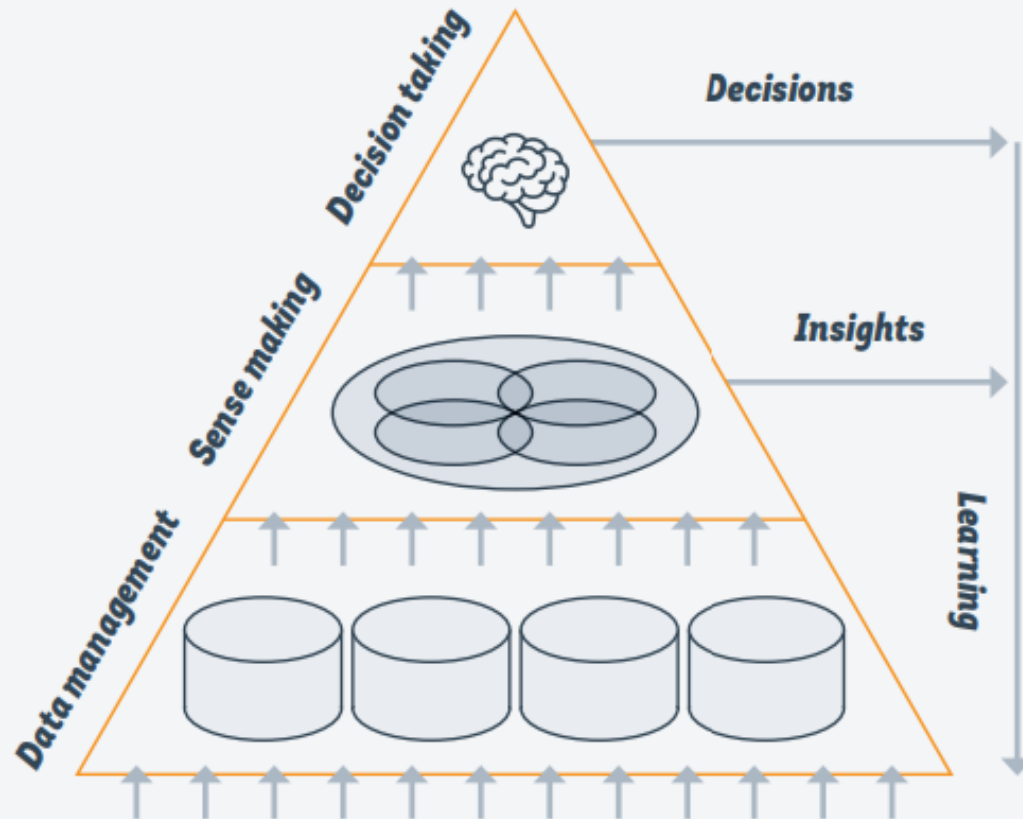 Decision taking
Decisions
Sense making
Insights
Data management
Learning